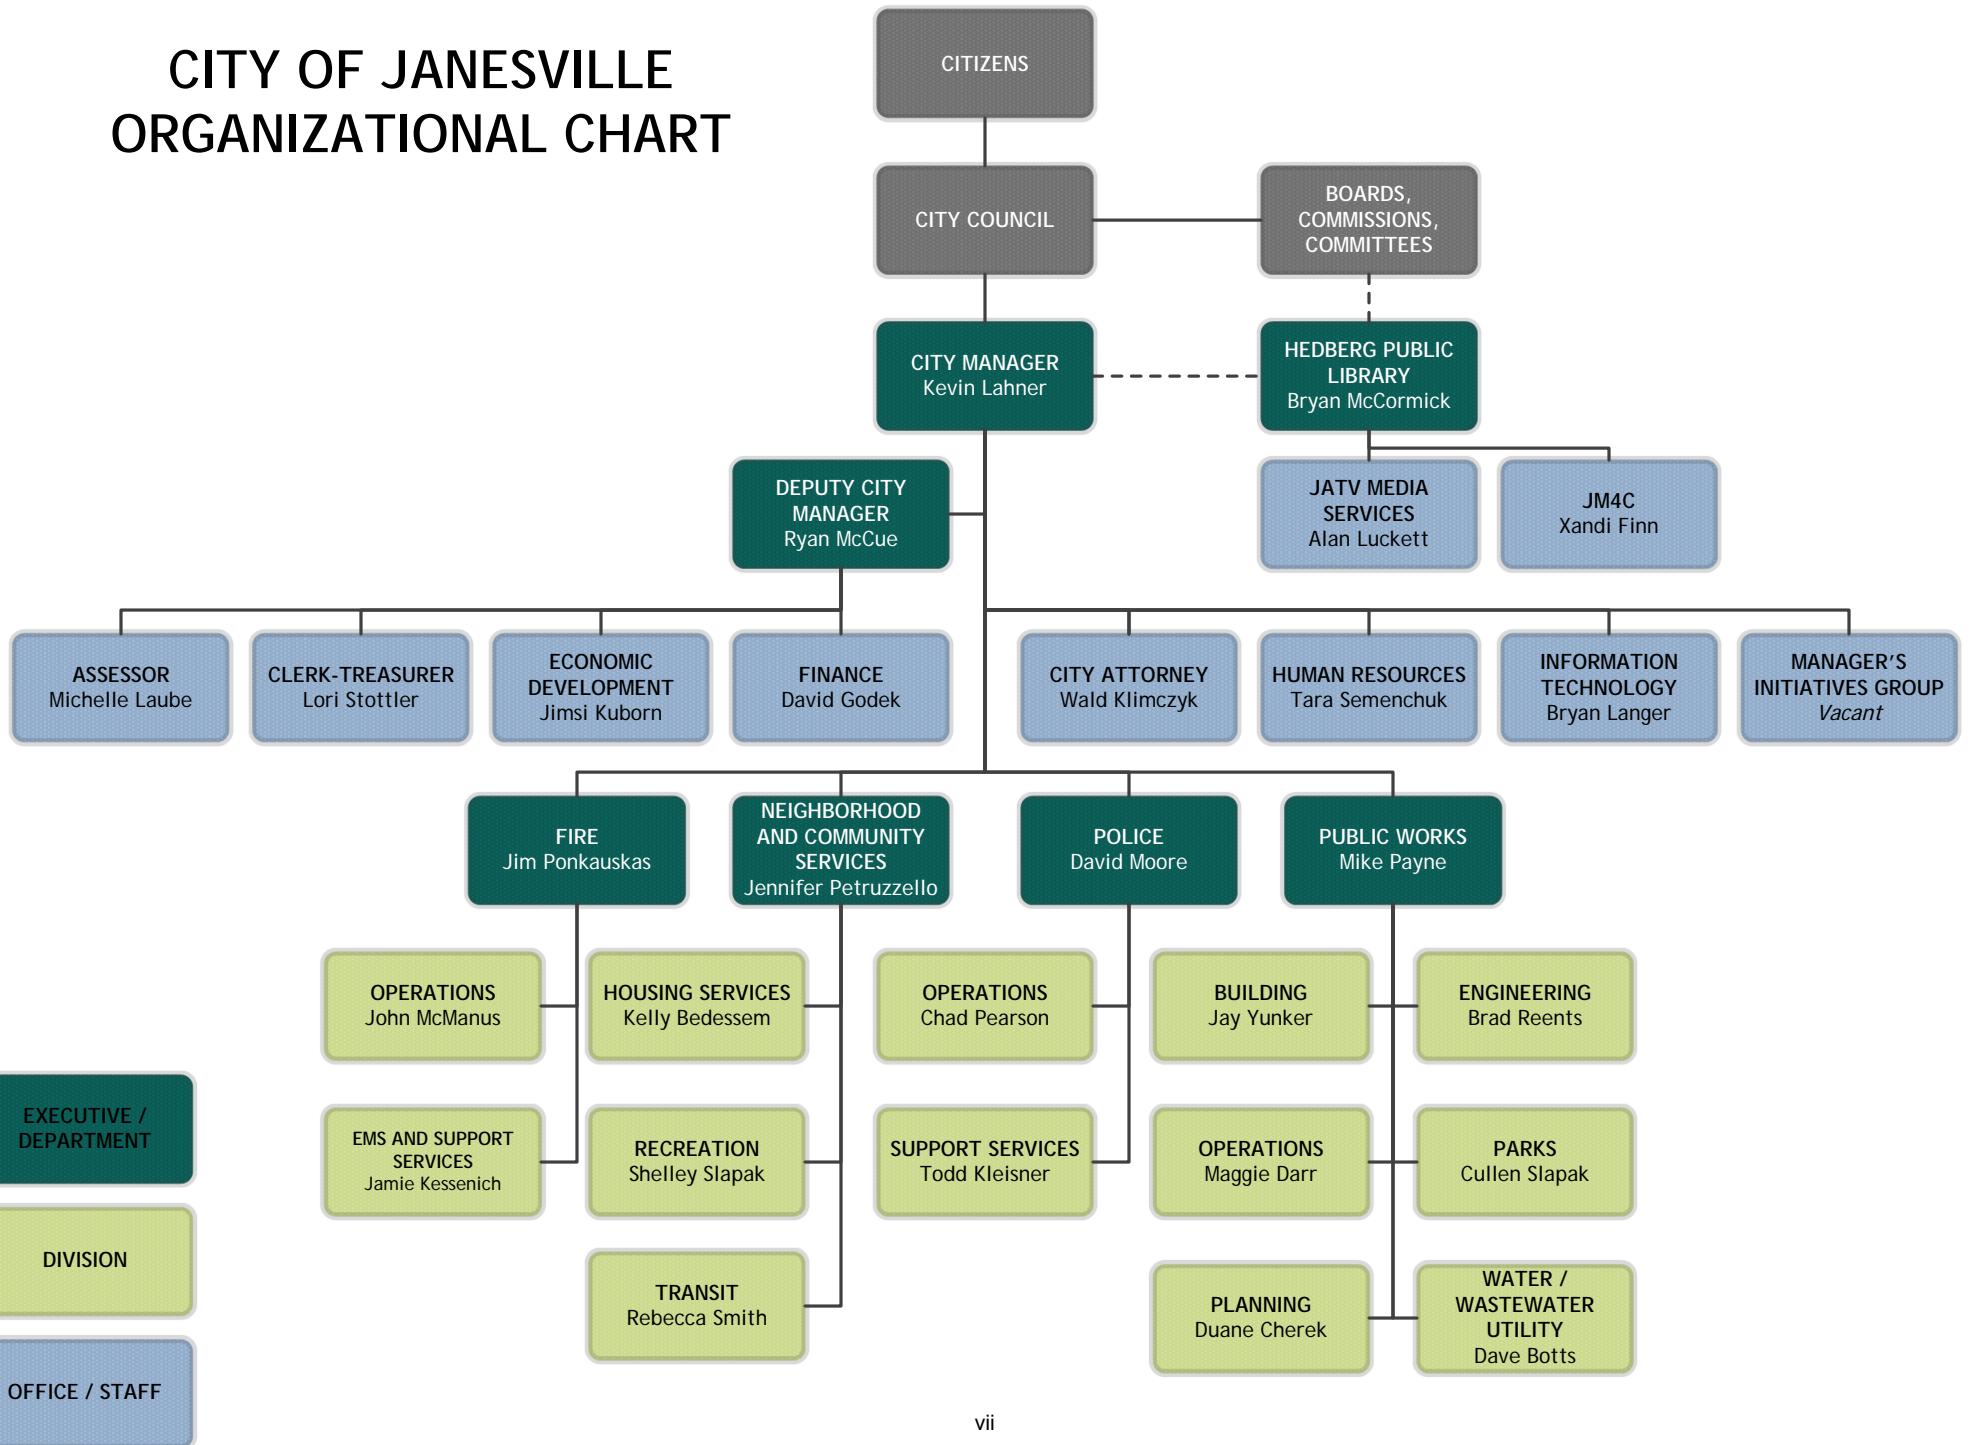 CITY OF JANESVILLE
ORGANIZATIONAL CHART
CITIZENS
CITY COUNCIL
BOARDS,
COMMISSIONS,
COMMITTEES
CITY MANAGER
Kevin Lahner
HEDBERG PUBLIC
LIBRARY
Bryan McCormick
DEPUTY CITY
MANAGER
Ryan McCue
JATV MEDIA
SERVICES
Alan Luckett
JM4C
Xandi Finn
ASSESSOR
Michelle Laube
CLERK-TREASURER
Lori Stottler
ECONOMIC
DEVELOPMENT
Jimsi Kuborn
FINANCE
David Godek
CITY ATTORNEY
Wald Klimczyk
HUMAN RESOURCES
Tara Semenchuk
INFORMATION
TECHNOLOGY
Bryan Langer
MANAGER'S
INITIATIVES GROUP
Vacant
FIRE
Jim Ponkauskas
NEIGHBORHOOD
AND COMMUNITY
SERVICES
Jennifer Petruzzello
POLICE
David Moore
PUBLIC WORKS
Mike Payne
OPERATIONS
John McManus
HOUSING SERVICES
Kelly Bedessem
OPERATIONS
Chad Pearson
BUILDING
Jay Yunker
ENGINEERING
Brad Reents
EMS AND SUPPORT
SERVICES
Jamie Kessenich
RECREATION
Shelley Slapak
SUPPORT SERVICES
Todd Kleisner
OPERATIONS
Maggie Darr
PARKS
Cullen Slapak
TRANSIT
Rebecca Smith
PLANNING
Duane Cherek
WATER /
WASTEWATER
UTILITY
Dave Botts
EXECUTIVE /
DEPARTMENT
DIVISION
OFFICE / STAFF
vii